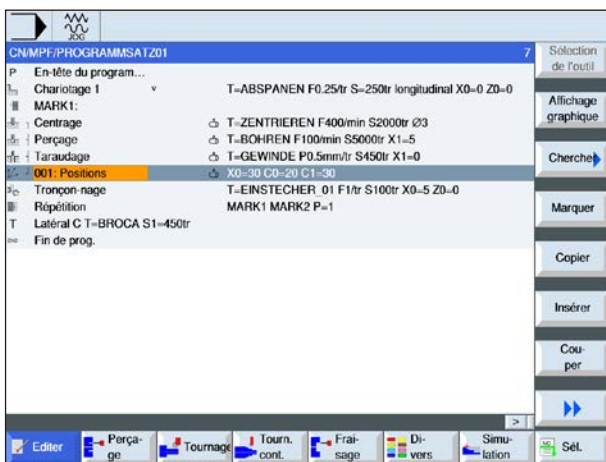 JOG
CN/MPF/PROGRAMMSATZ01 7
P En-tête du program...
Chariotage 1 v T=ABSPANEN F0.25/tr S=250tr longitudinal X0=0 Z0=0
MARK1:
Centrage T=ZENTRIEREN F400/min S2000tr Ø3
Perçage T=BOHREN F100/min S5000tr X1=5
Taraudage T=GEWINDE P0.5mm/tr S450tr X1=0
001: Positions X0=30 C0=20 C1=30
Tronçon-nage T=EINSTECHER_01 F1/tr S100tr X0=5 Z0=0
Répétition MARK1 MARK2 P=1
T Latéral C T=BROCA S1=450tr
Fin de prog.
>
Sélection
de l'outil
Affichage
graphique
Cherche
Marquer
Copier
Insérer
Cou-
per
Editer
Perça-
ge
Tournage
Tourn.
cont.
Frai-
sage
Di-
vers
Simu-
lation
NC
Sél.